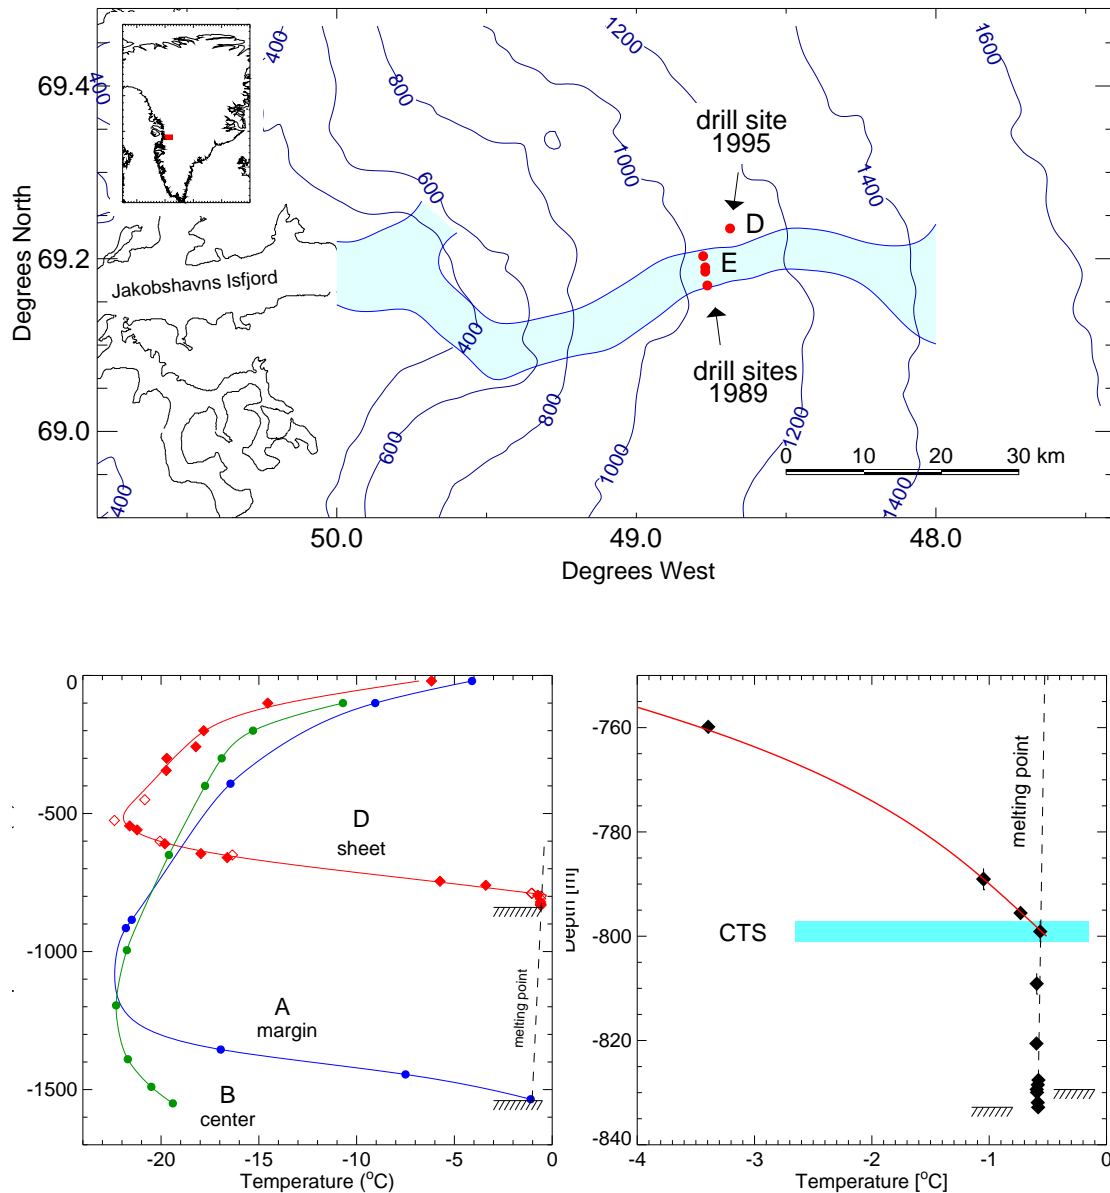 400
1200
1600
69.4
400
800
drill site
1995
1000
600
1400
D
E
69.2
Degrees North
Jakobshavns Isfjord
400
drill sites
1989
800
600
1000
1200
1400
400
69.0
0 10 20 30 km
50.0 49.0 48.0
Degrees West
0
-500
-1000
-1500
D
sheet
A
margin
B
center
melting point
-20 -15 -10 -5 0
Temperature (°C)
Depth [m]
-760
-780
-800
-820
-840
melting point
CTS
-4 -3 -2 -1 0
Temperature [°C]